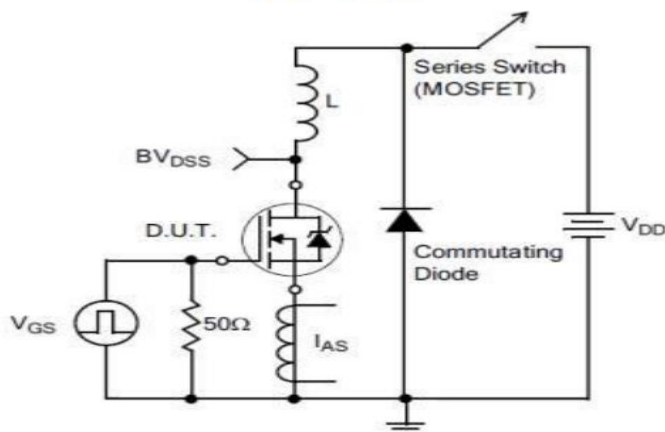 Series Switch
(MOSFET)
L
BVDSS
D.U.T.
VDD
Commutating
Diode
VGS
50Ω
IAS